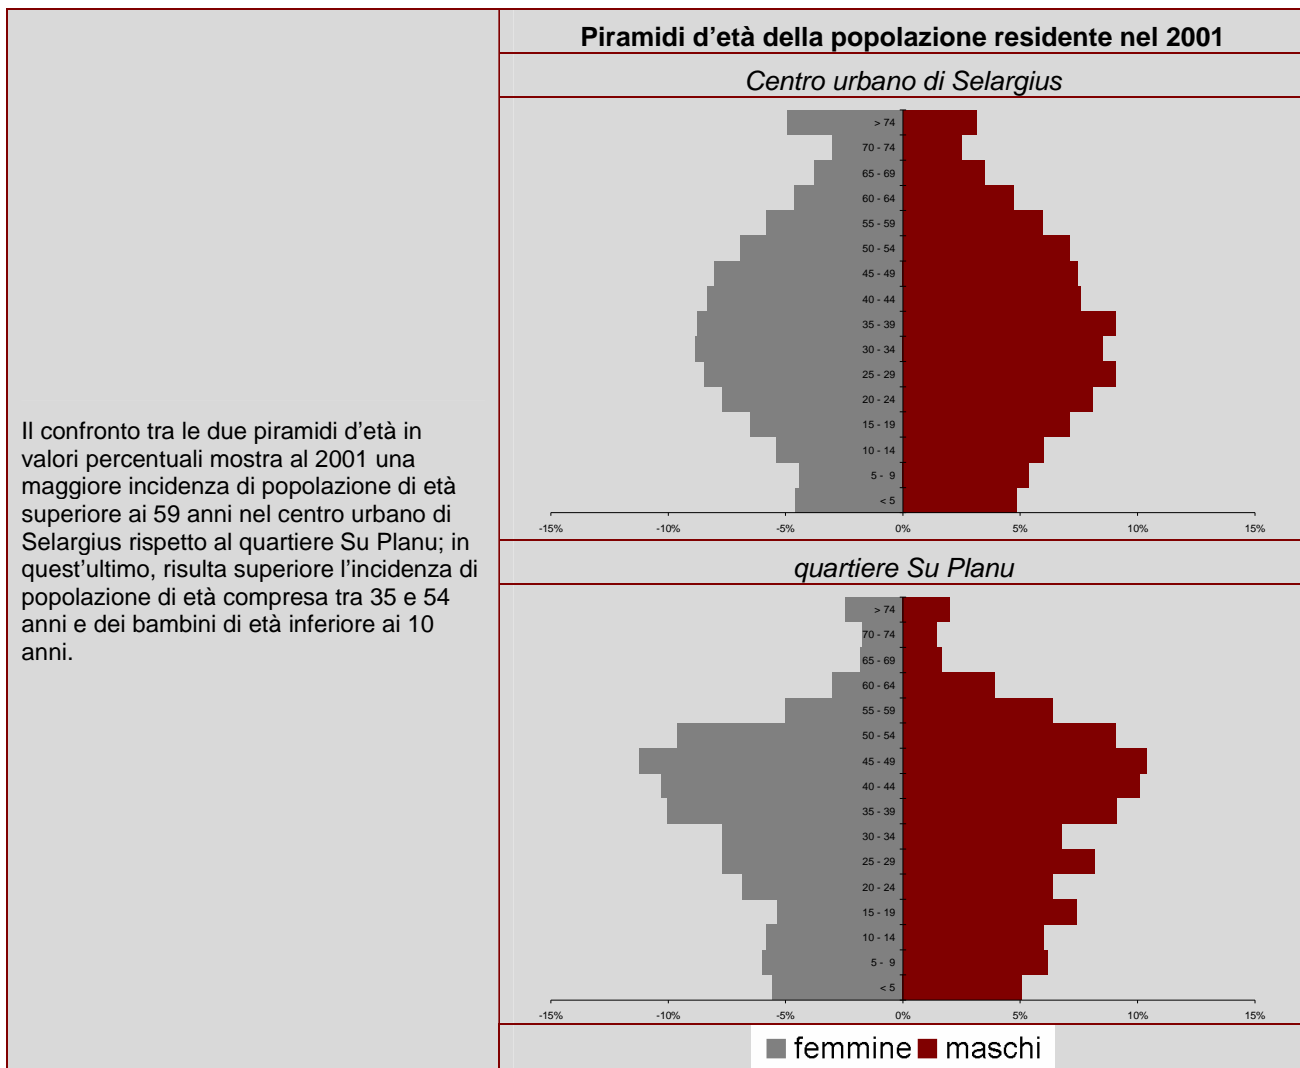 Il confronto tra le due piramidi d'età in
valori percentuali mostra al 2001 una
maggiore incidenza di popolazione di età
superiore ai 59 anni nel centro urbano di
Selargius rispetto al quartiere Su Planu; in
quest'ultimo, risulta superiore l'incidenza di
popolazione di età compresa tra 35 e 54
anni e dei bambini di età inferiore ai 10
anni.
Piramidi d'età della popolazione residente nel 2001
Centro urbano di Selargius
> 74
70 - 74
65 - 69
60 - 64
55 - 59
50 - 54
45 - 49
40 - 44
35 - 39
30 - 34
25 - 29
20 - 24
15 - 19
10 - 14
5 - 9
< 5
-15% -10% -5% 0% 5% 10% 15%
quartiere Su Planu
> 74
70 - 74
65 - 69
60 - 64
55 - 59
50 - 54
45 - 49
40 - 44
35 - 39
30 - 34
25 - 29
20 - 24
15 - 19
10 - 14
5 - 9
< 5
-15% -10% -5% 0% 5% 10% 15%
femmine maschi